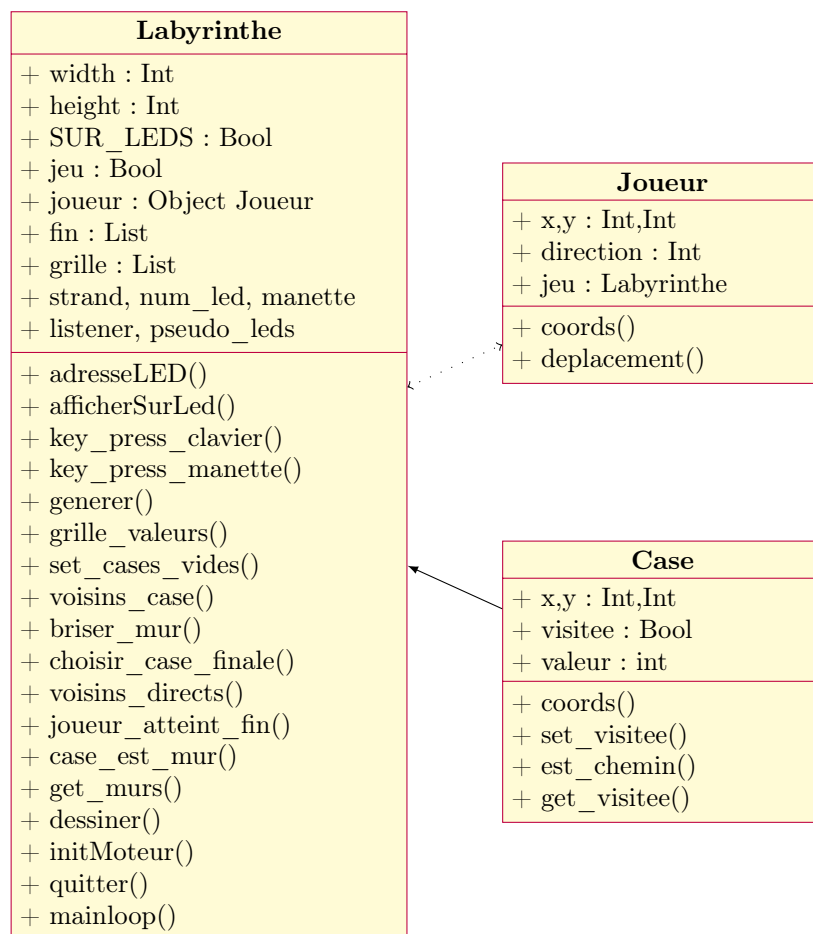 Labyrinthe
+ width : Int
+ height : Int
+ SUR_LEDS : Bool
+ jeu : Bool
+ joueur : Object Joueur
+ fin : List
+ grille : List
+ strand, num_led, manette
+ listener, pseudo_leds
+ adresseLED()
+ afficherSurLed()
+ key_press_clavier()
+ key_press_manette()
+ generer()
+ grille_valeurs()
+ set_cases_vides()
+ voisins_case()
+ briser_mur()
+ choisir_case_finale()
+ voisins_directs()
+ joueur_atteint_fin()
+ case_est_mur()
+ get_murs()
+ dessiner()
+ initMoteur()
+ quitter()
+ mainloop()
Joueur
+ x,y : Int,Int
+ direction : Int
+ jeu : Labyrinthe
+ coords()
+ deplacement()
Case
+ x,y : Int,Int
+ visitee : Bool
+ valeur : int
+ coords()
+ set_visitee()
+ est_chemin()
+ get_visitee()